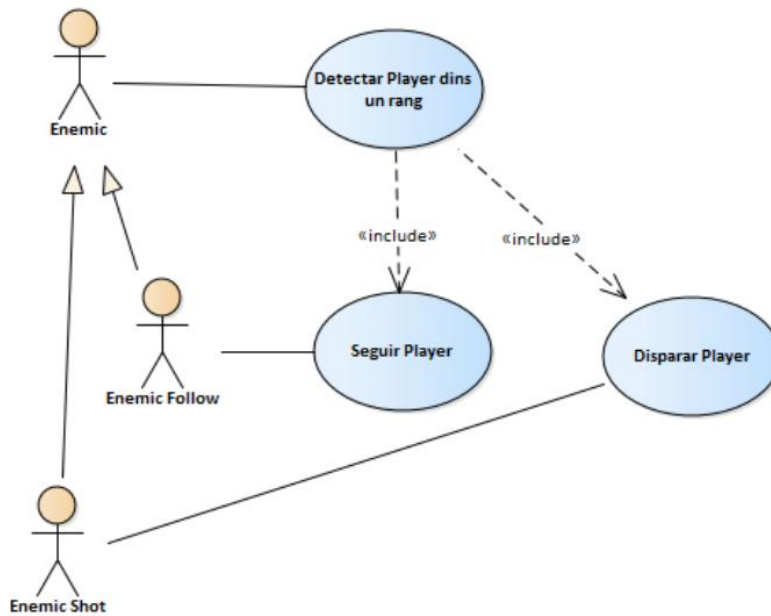 Detectar Player dins
un rang
Enemic
«include»
«include»
Seguir Player
Disparar Player
Enemic Follow
Enemic Shot